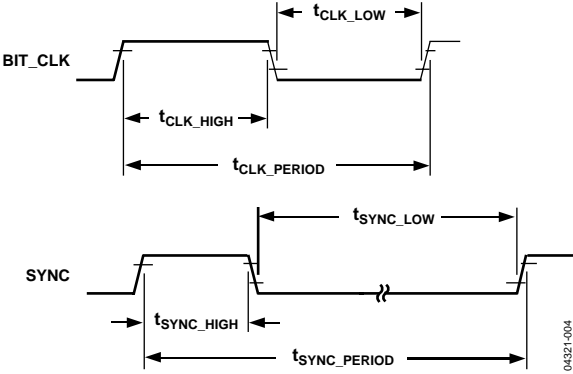 tCLK_LOW
BIT_CLK
tCLK_HIGH
tCLK_PERIOD
tSYNC_LOW
SYNC
tSYNC_HIGH
tSYNC_PERIOD
04321-004